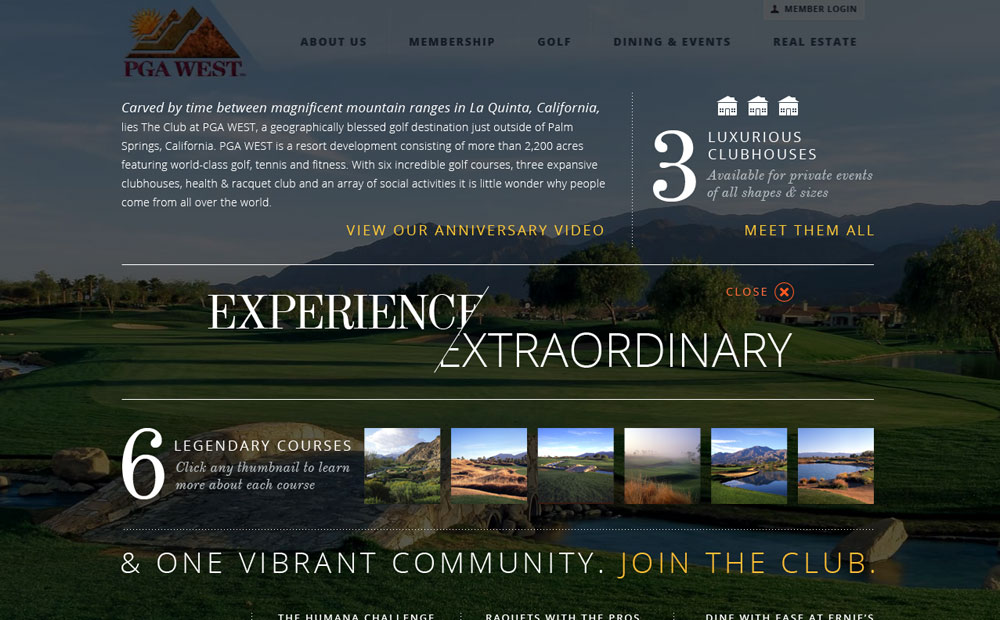 MEMBER LOGIN
PGA WEST
ABOUT US
MEMBERSHIP
GOLF
DINING & EVENTS
REAL ESTATE
Carved by time between magnificent mountain ranges in La Quinta, California,
lies The Club at PGA WEST, a geographically blessed golf destination just outside of Palm
Springs, California. PGA WEST is a resort development consisting of more than 2,200 acres
featuring world-class golf, tennis and fitness. With six incredible golf courses, three expansive
clubhouses, health & racquet club and an array of social activities it is little wonder why people
come from all over the world.
VIEW OUR ANNIVERSARY VIDEO
3
LUXURIOUS
CLUBHOUSES
Available for private events
of all shapes & sizes
MEET THEM ALL
CLOSE
EXPERIENCE
EXTRAORDINARY
6
LEGENDARY COURSES
Click any thumbnail to learn
more about each course
& ONE VIBRANT COMMUNITY. JOIN THE CLUB.
THE HUMANA CHALLENGE
RAQUETS WITH THE PROS
DINE WITH EASE AT ERNIE'S